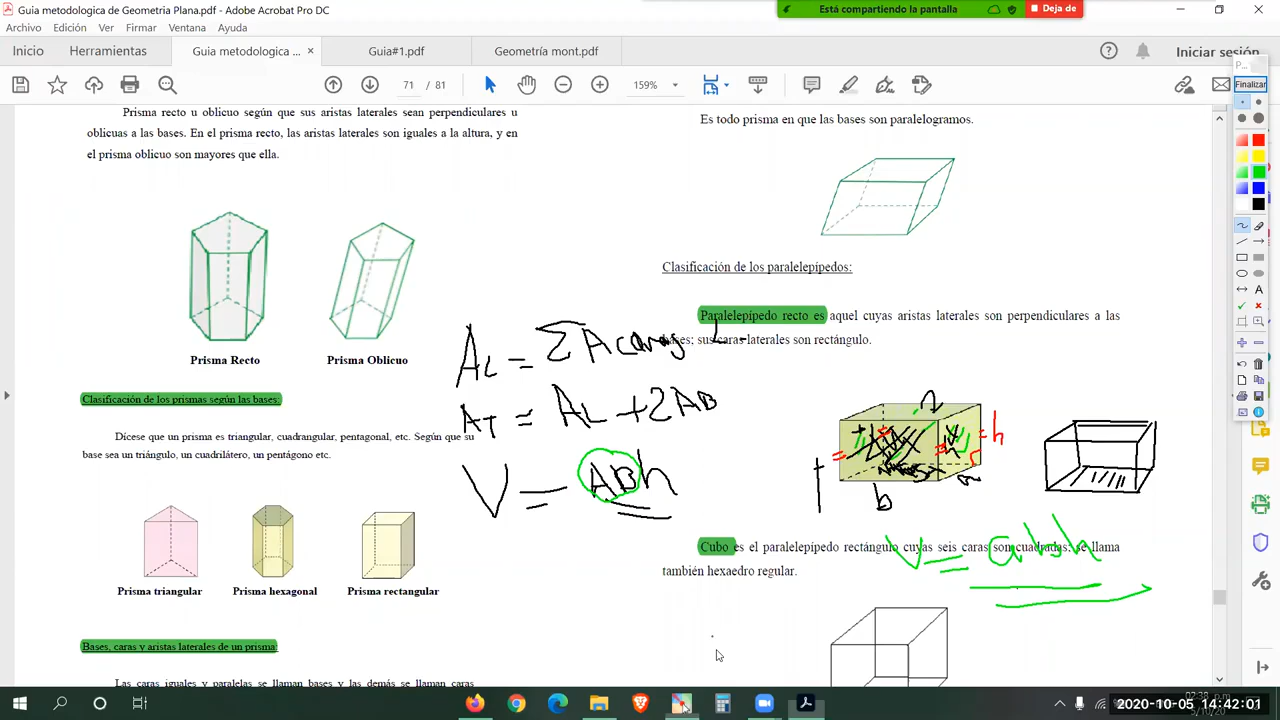 Guia metodologica de Geometria Plana.pdf - Adobe Acrobat Pro DC
Está compartiendo la pantalla
Deja de
Archivo Edición Ver Firmar Ventana Ayuda
Inicio Herramientas Guia metodologica ... × Guia#1.pdf Geometría mont.pdf Iniciar sesión
71 / 81 159%
Finalizar
Prisma recto u oblicuo según que sus aristas laterales sean perpendiculares u
oblicuas a las bases. En el prisma recto, las aristas laterales son iguales a la altura, y en
el prisma oblicuo son mayores que ella.
Prisma Recto Prisma Oblicuo
Clasificación de los prismas según las bases:
Dícese que un prisma es triangular, cuadrangular, pentagonal, etc. Según que su
base sea un triángulo, un cuadrilátero, un pentágono etc.
Prisma triangular Prisma hexagonal Prisma rectangular
Bases, caras y aristas laterales de un prisma:
Las caras iguales y paralelas se llaman bases y las demás se llaman caras
AL = ΣAcaras L.
AT = AL + 2AB
V = ABh
Es todo prisma en que las bases son paralelogramos.
Clasificación de los paralelepípedos:
Paralelepípedo recto es aquel cuyas aristas laterales son perpendiculares a las
bases; sus caras laterales son rectángulo.
h
b
Cubo es el paralelepípedo rectángulo cuyas seis caras son cuadradas; se llama
también hexaedro regular.
V = a
2020-10-05 14:42:01